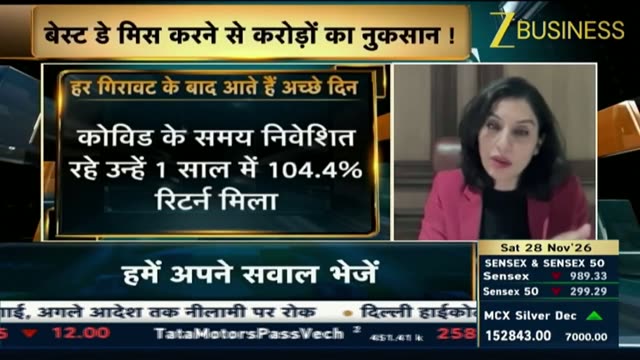 बेस्ट डे मिस करने से करोड़ों का नुकसान !
Z BUSINESS
हर गिरावट के बाद आते हैं अच्छे दिन
कोविड के समय निवेशित
रहे उन्हें 1 साल में 104.4%
रिटर्न मिला
हमें अपने सवाल भेजें
Sat 28 Nov'26
SENSEX & SENSEX 50
Sensex ▼ 989.33
Sensex 50 ▼ 299.29
MCX Silver Dec ▲
152843.00 7000.00
अगले आदेश तक नीलामी पर रोक • दिल्ली
▼ 12.00 TataMotorsPassVech 258